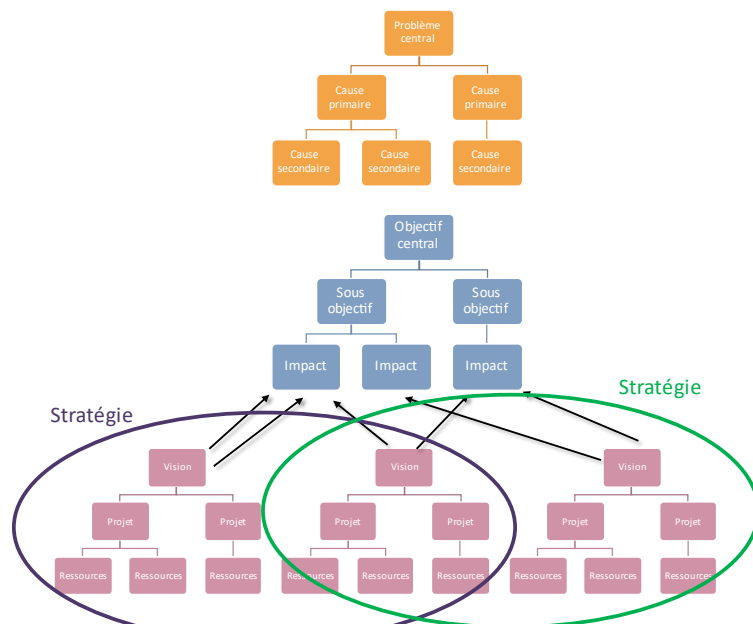 Problème
central
Cause
primaire
Cause
primaire
Cause
secondaire
Cause
secondaire
Cause
secondaire
Objectif
central
Sous
objectif
Sous
objectif
Impact
Impact
Impact
Stratégie
Stratégie
Vision
Vision
Vision
Projet
Projet
Projet
Projet
Projet
Projet
Ressources
Ressources
Ressources
Ressources
Ressources
Ressources
Ressources
Ressources
Ressources